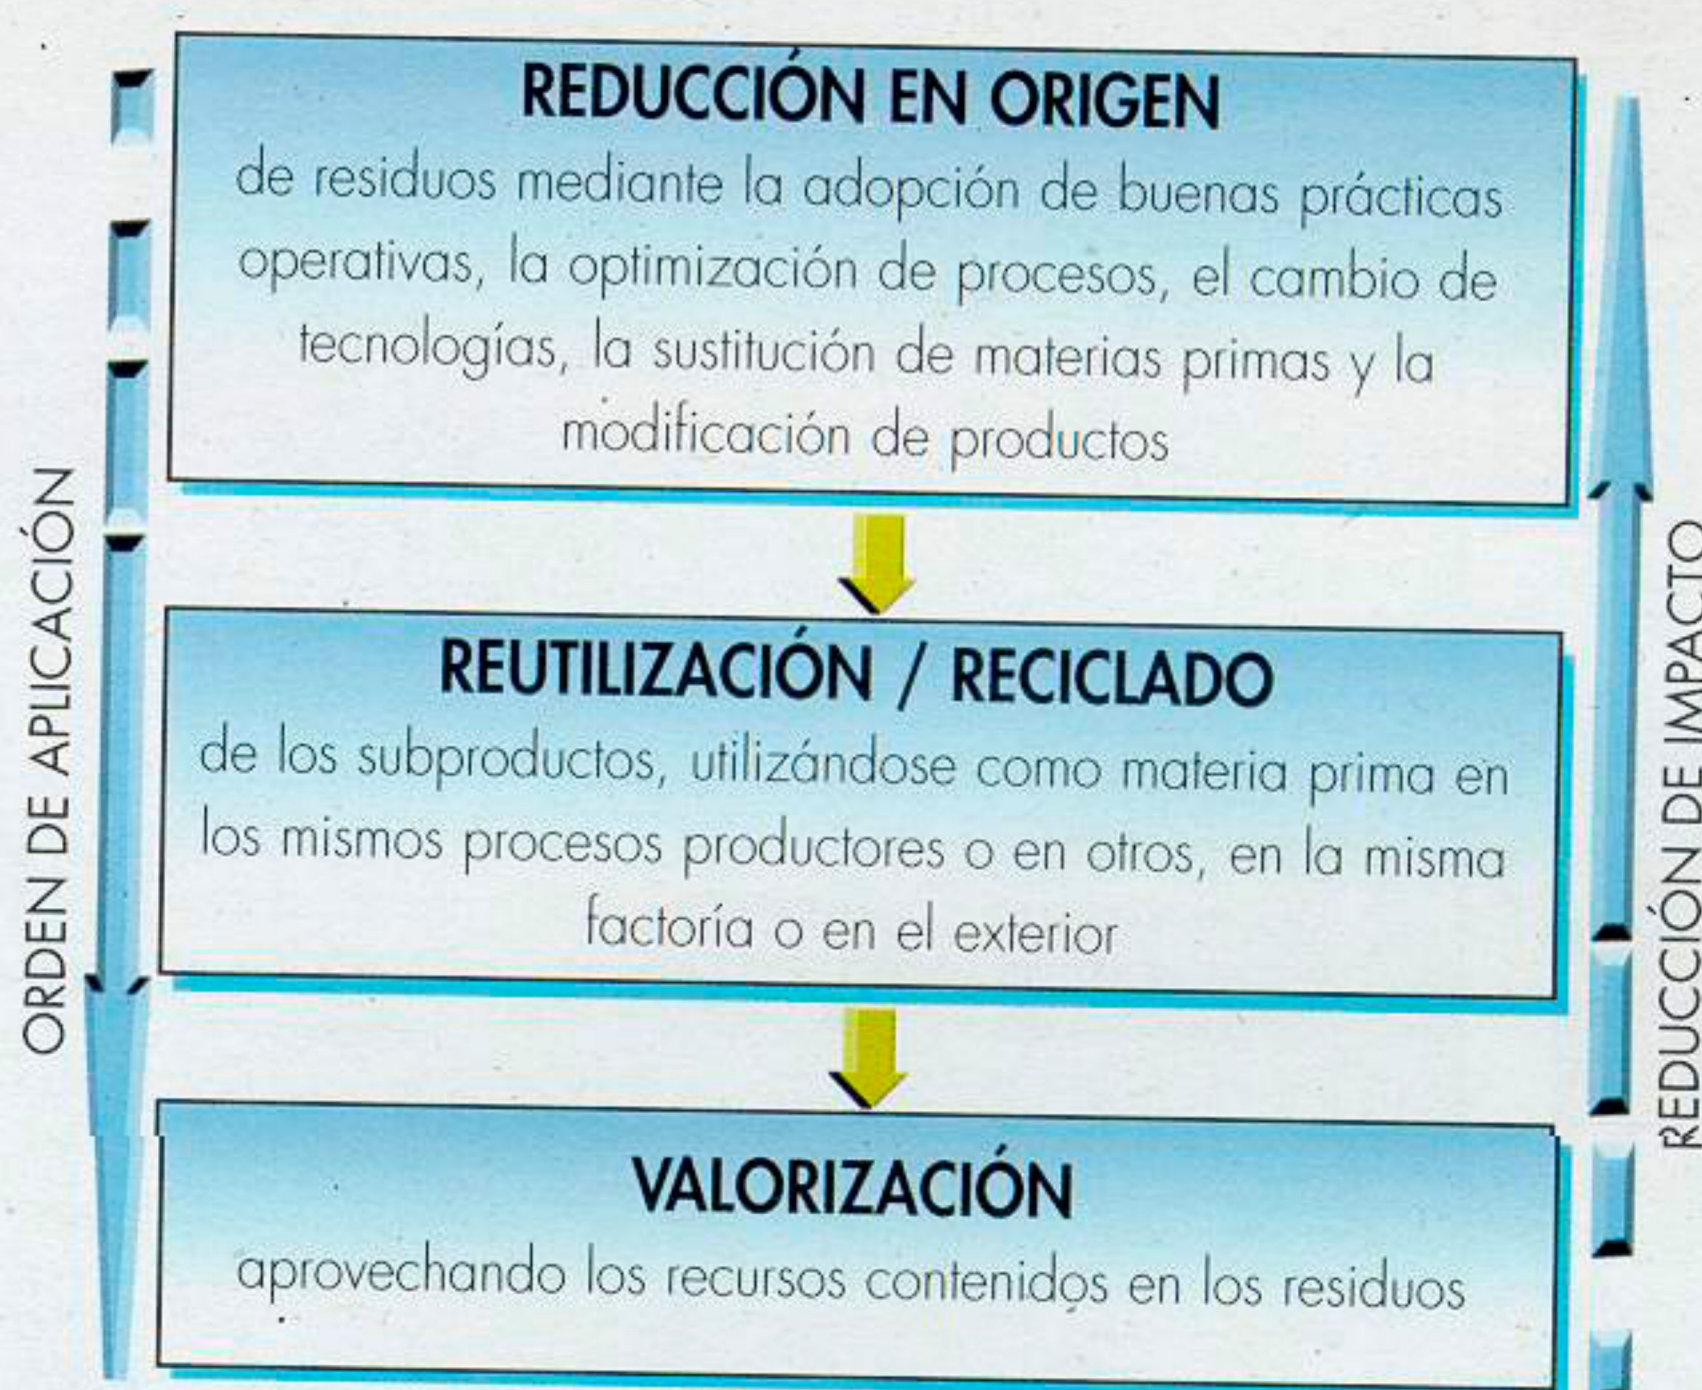 REDUCCIÓN EN ORIGEN
de residuos mediante la adopción de buenas prácticas
operativas, la optimización de procesos, el cambio de
tecnologías, la sustitución de materias primas y la
modificación de productos
REUTILIZACIÓN / RECICLADO
de los subproductos, utilizándose como materia prima en
los mismos procesos productores o en otros, en la misma
factoría o en el exterior
VALORIZACIÓN
aprovechando los recursos contenidos en los residuos
ORDEN DE APLICACIÓN
REDUCCIÓN DE IMPACTO